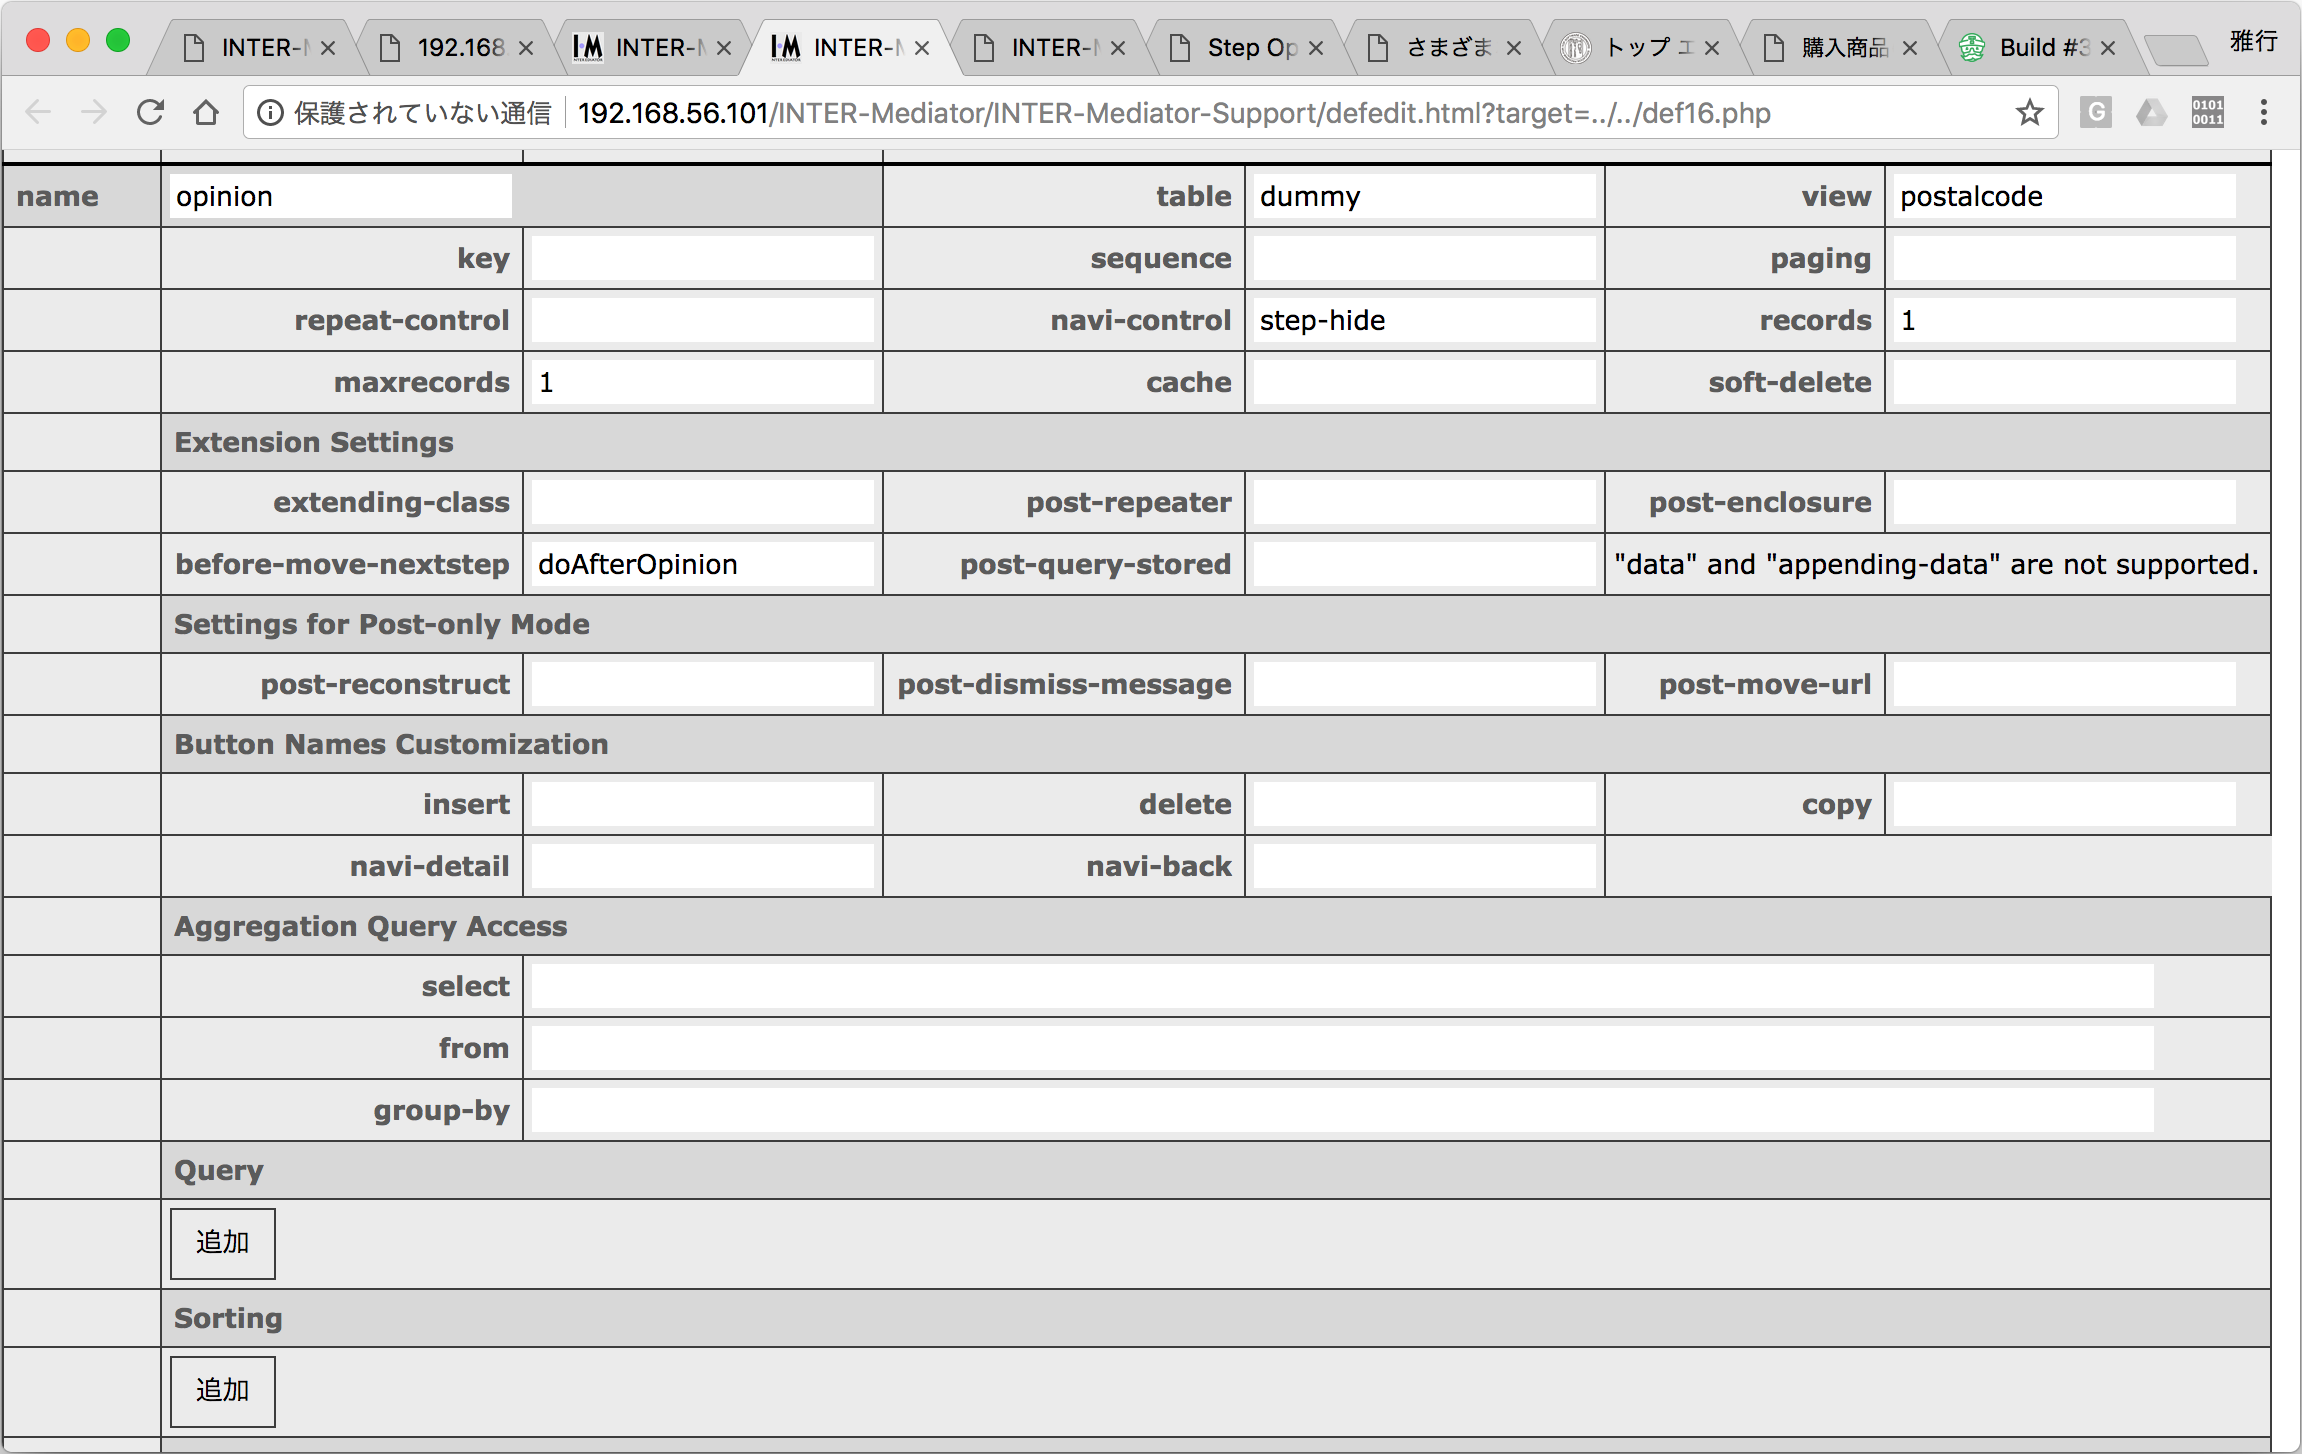 INTER-M 192.168. INTER-M INTER-M INTER-M Step Op さまざま トップ エ 購入商品 Build #3 雅行
保護されていない通信 192.168.56.101/INTER-Mediator/INTER-Mediator-Support/defedit.html?target=../../def16.php G 0101 0011
name opinion table dummy view postalcode
key sequence paging
repeat-control navi-control step-hide records 1
maxrecords 1 cache soft-delete
Extension Settings
extending-class post-repeater post-enclosure
before-move-nextstep doAfterOpinion post-query-stored "data" and "appending-data" are not supported.
Settings for Post-only Mode
post-reconstruct post-dismiss-message post-move-url
Button Names Customization
insert delete copy
navi-detail navi-back
Aggregation Query Access
select
from
group-by
Query
追加
Sorting
追加